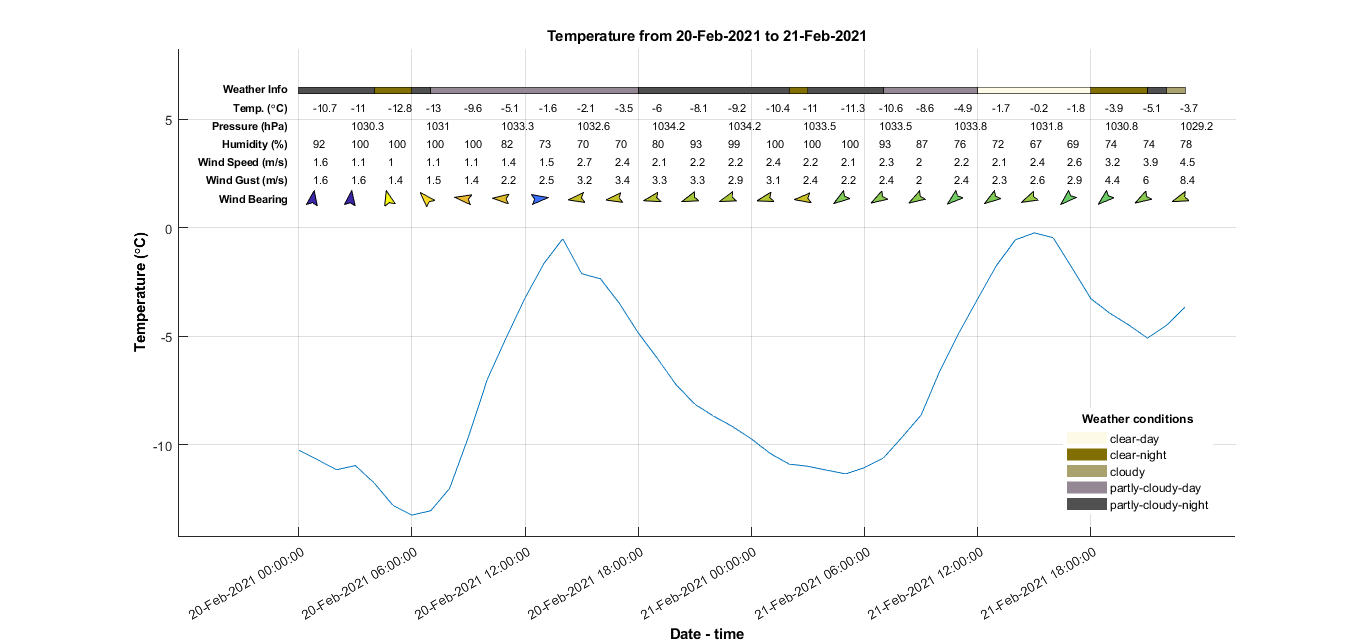 Temperature from 20-Feb-2021 to 21-Feb-2021
Weather Info
Temp. (°C) -10.7 -11 -12.8 -13 -9.6 -5.1 -1.6 -2.1 -3.5 -6 -8.1 -9.2 -10.4 -11 -11.3 -10.6 -8.6 -4.9 -1.7 -0.2 -1.8 -3.9 -5.1 -3.7
Pressure (hPa) 1030.3 1031 1033.3 1032.6 1034.2 1034.2 1033.5 1033.5 1033.8 1031.8 1030.8 1029.2
Humidity (%) 92 100 100 100 100 82 73 70 70 80 93 99 100 100 100 93 87 76 72 67 69 74 74 78
Wind Speed (m/s) 1.6 1.1 1 1.1 1.1 1.4 1.5 2.7 2.4 2.1 2.2 2.2 2.4 2.2 2.1 2.3 2 2.2 2.1 2.4 2.6 3.2 3.9 4.5
Wind Gust (m/s) 1.6 1.6 1.4 1.5 1.4 2.2 2.5 3.2 3.4 3.3 3.3 2.9 3.1 2.4 2.2 2.4 2 2.4 2.3 2.6 2.9 4.4 6 8.4
Wind Bearing
5
0
-5
-10
Temperature (°C)
Weather conditions
clear-day
clear-night
cloudy
partly-cloudy-day
partly-cloudy-night
20-Feb-2021 00:00:00
20-Feb-2021 06:00:00
20-Feb-2021 12:00:00
20-Feb-2021 18:00:00
21-Feb-2021 00:00:00
21-Feb-2021 06:00:00
21-Feb-2021 12:00:00
21-Feb-2021 18:00:00
Date - time